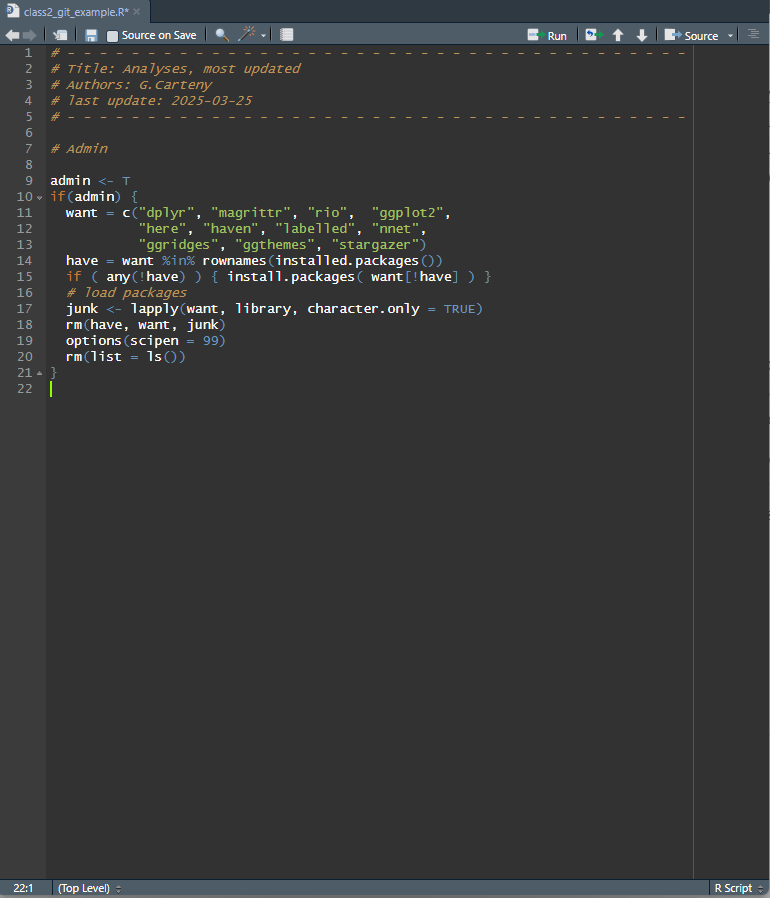 class2_git_example.R*
Source on Save
Run
Source
1 # - - - - - - - - - - - - - - - - - - - - - - - - - - - - - - - - - - - - - - - -
2 # Title: Analyses, most updated
3 # Authors: G.Carteny
4 # last update: 2025-03-25
5 # - - - - - - - - - - - - - - - - - - - - - - - - - - - - - - - - - - - - - - - -
6
7 # Admin
8
9 admin <- T
10 if(admin) {
11   want = c("dplyr", "magrittr", "rio",  "ggplot2",
12            "here", "haven", "labelled", "nnet",
13            "ggridges", "ggthemes", "stargazer")
14   have = want %in% rownames(installed.packages())
15   if ( any(!have) ) { install.packages( want[!have] ) }
16   # load packages
17   junk <- lapply(want, library, character.only = TRUE)
18   rm(have, want, junk)
19   options(scipen = 99)
20   rm(list = ls())
21 }
22
22:1 (Top Level) R Script